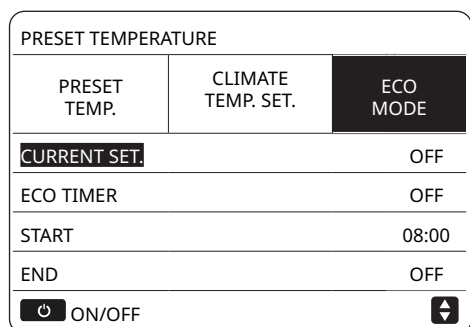 PRESET TEMPERATURE
PRESET TEMP.
CLIMATE TEMP. SET.
ECO MODE
CURRENT SET. OFF
ECO TIMER OFF
START 08:00
END OFF
ON/OFF